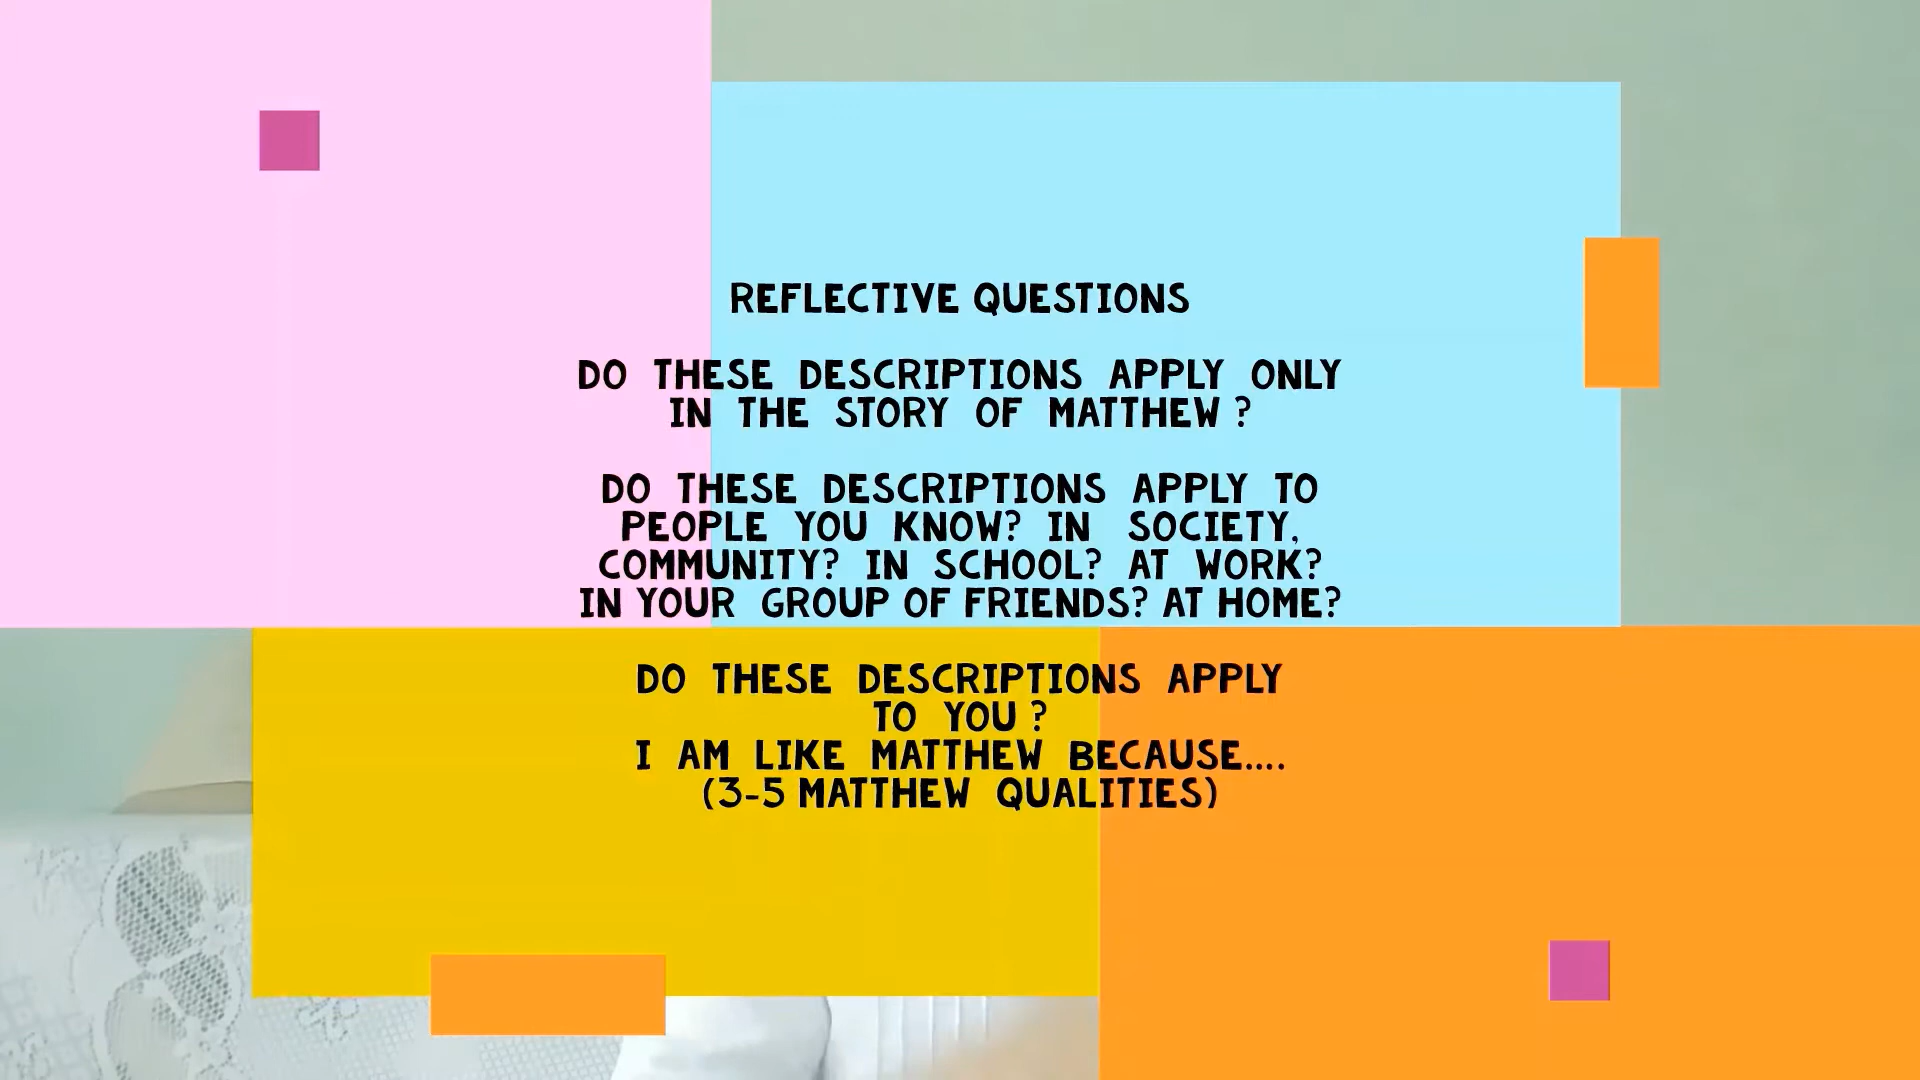 REFLECTIVE QUESTIONS
DO THESE DESCRIPTIONS APPLY ONLY
IN THE STORY OF MATTHEW ?
DO THESE DESCRIPTIONS APPLY TO
PEOPLE YOU KNOW? IN SOCIETY,
COMMUNITY? IN SCHOOL? AT WORK?
IN YOUR GROUP OF FRIENDS? AT HOME?
DO THESE DESCRIPTIONS APPLY
TO YOU ?
I AM LIKE MATTHEW BECAUSE....
(3-5 MATTHEW QUALITIES)